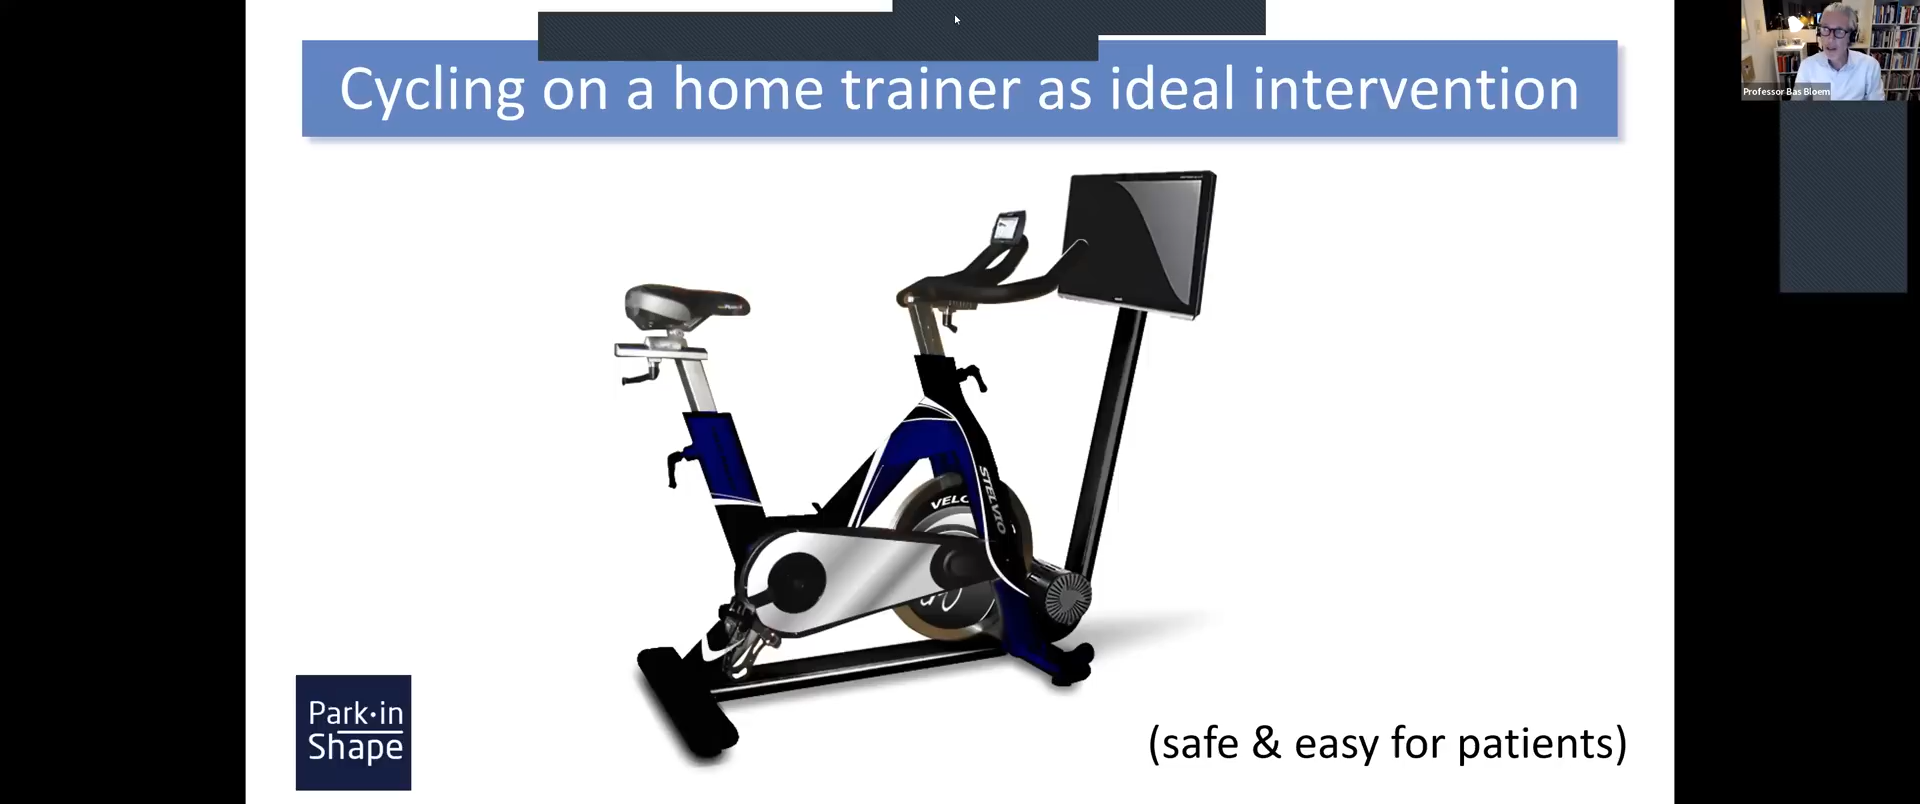 Cycling on a home trainer as ideal intervention
Professor Bas Bloem
STELVIO
VELO
Park·in
Shape
(safe & easy for patients)